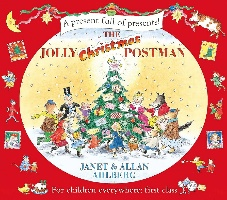 A present full of presents!
THE
JOLLY Christmas POSTMAN
JANET & ALLAN
AHLBERG
For children everywhere: first class